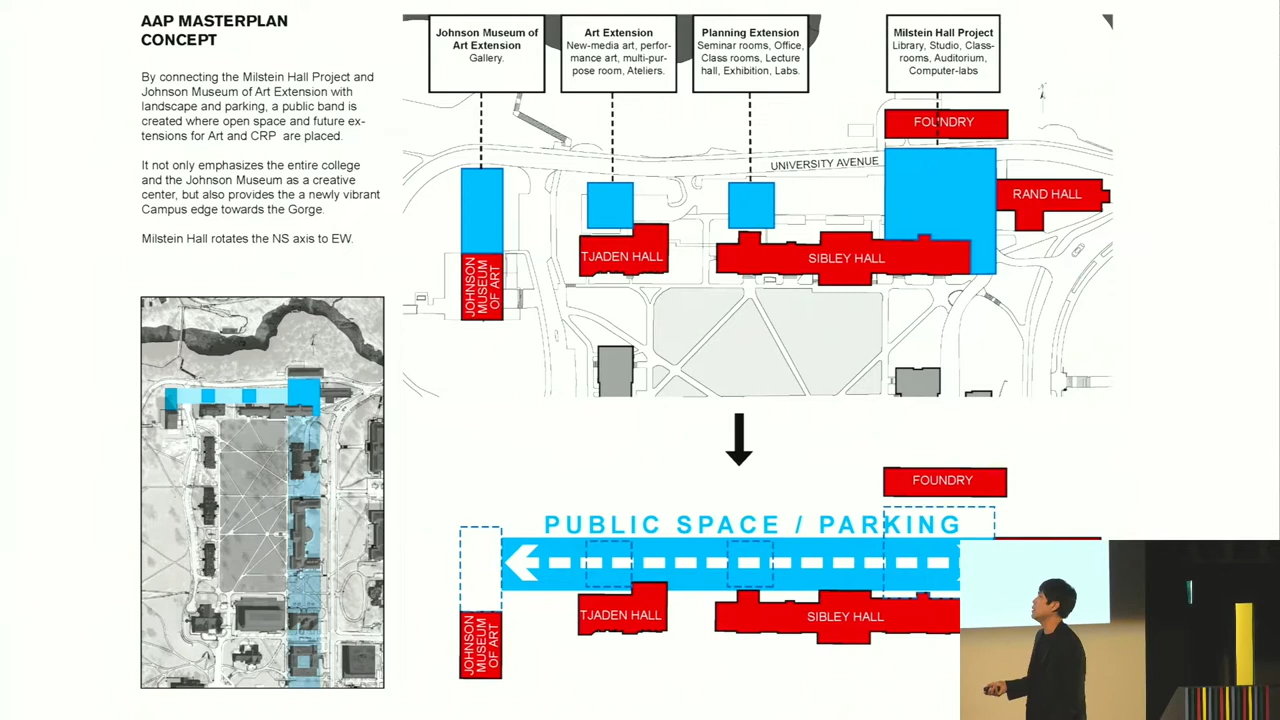 AAP MASTERPLAN
CONCEPT
By connecting the Milstein Hall Project and
Johnson Museum of Art Extension with
landscape and parking, a public band is
created where open space and future ex-
tensions for Art and CRP are placed.
It not only emphasizes the entire college
and the Johnson Museum as a creative
center, but also provides the a newly vibrant
Campus edge towards the Gorge.
Milstein Hall rotates the NS axis to EW.
Johnson Museum of
Art Extension
Gallery.
Art Extension
New-media art, perfor-
mance art, multi-pur-
pose room, Ateliers.
Planning Extension
Seminar rooms, Office,
Class rooms, Lecture
hall, Exhibition, Labs.
Milstein Hall Project
Library, Studio, Class-
rooms, Auditorium,
Computer-labs
FOUNDRY
UNIVERSITY AVENUE
RAND HALL
TJADEN HALL
SIBLEY HALL
JOHNSON
MUSEUM
OF ART
FOUNDRY
PUBLIC SPACE / PARKING
TJADEN HALL
SIBLEY HALL
JOHNSON
MUSEUM
OF ART